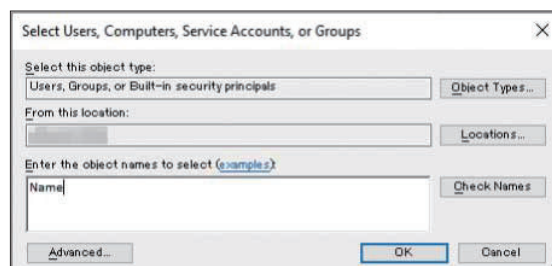 Select Users, Computers, Service Accounts, or Groups
Select this object type:
Users, Groups, or Built-in security principals
Object Types...
From this location:
Locations...
Enter the object names to select (examples):
Name
Check Names
Advanced...
OK
Cancel